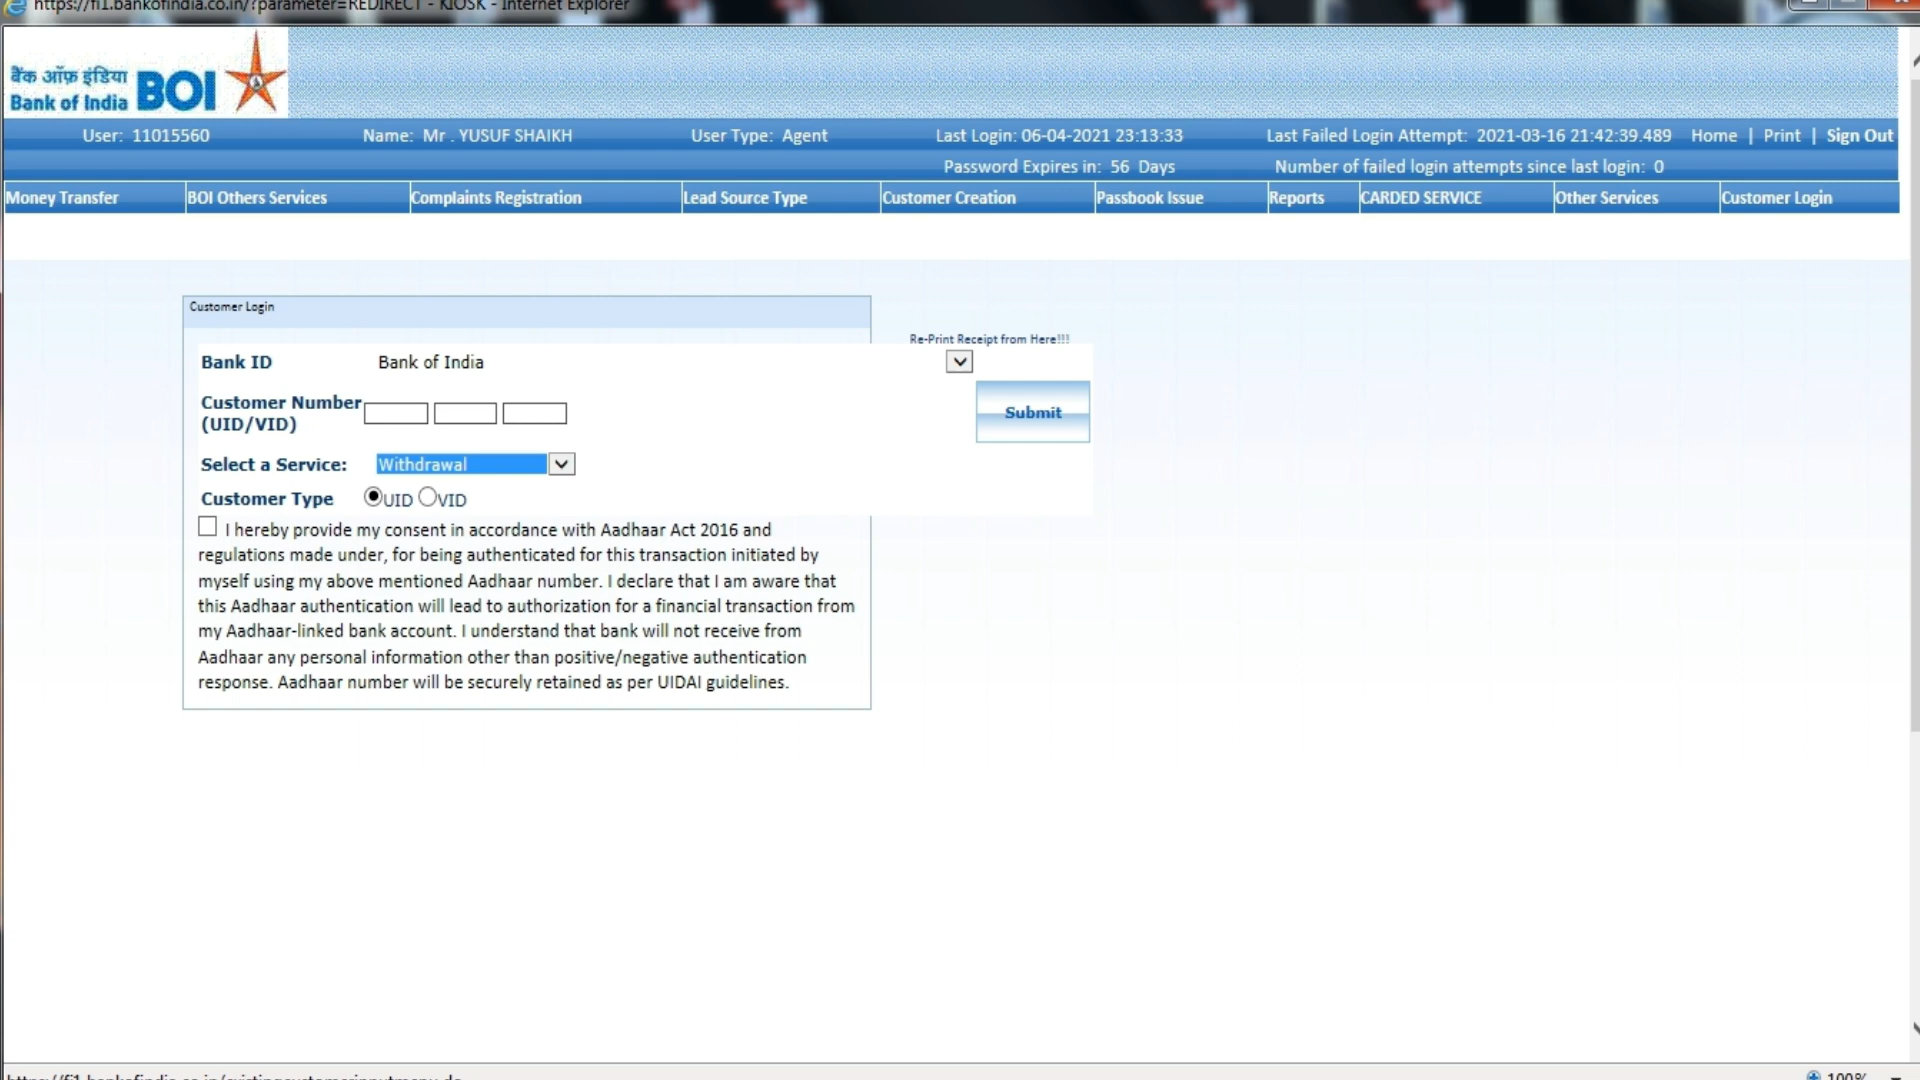 https://fi1.bankofindia.co.in/?parameter=REDIRECT - KIOSK - Internet Explorer
बैंक ऑफ़ इंडिया
Bank of India BOI
User: 11015560 Name: Mr . YUSUF SHAIKH User Type: Agent Last Login: 06-04-2021 23:13:33 Last Failed Login Attempt: 2021-03-16 21:42:39.489 Home | Print | Sign Out
Password Expires in: 56 Days Number of failed login attempts since last login: 0
Money Transfer BOI Others Services Complaints Registration Lead Source Type Customer Creation Passbook Issue Reports CARDED SERVICE Other Services Customer Login
Customer Login
Re-Print Receipt from Here!!!
Bank ID Bank of India
Customer Number
(UID/VID)
Submit
Select a Service: Withdrawal
Customer Type UID VID
I hereby provide my consent in accordance with Aadhaar Act 2016 and
regulations made under, for being authenticated for this transaction initiated by
myself using my above mentioned Aadhaar number. I declare that I am aware that
this Aadhaar authentication will lead to authorization for a financial transaction from
my Aadhaar-linked bank account. I understand that bank will not receive from
Aadhaar any personal information other than positive/negative authentication
response. Aadhaar number will be securely retained as per UIDAI guidelines.
100%